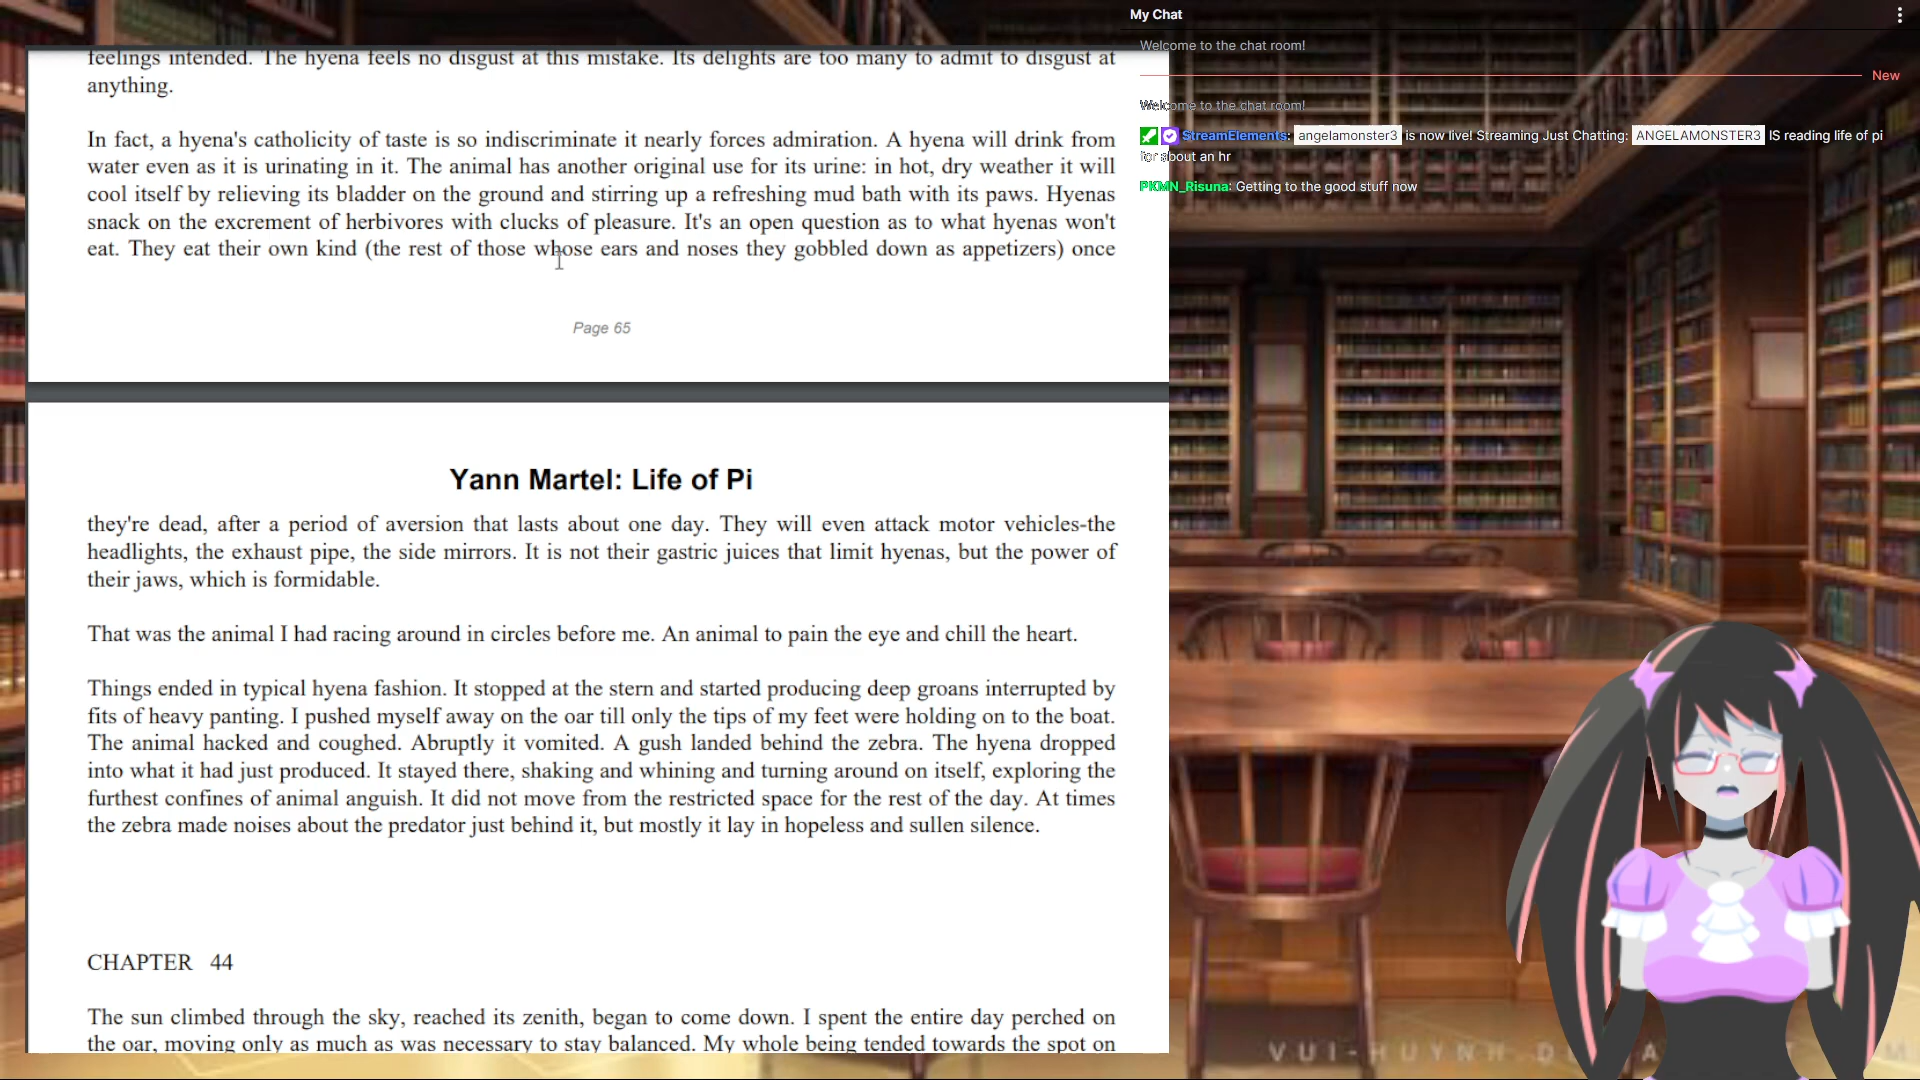 My Chat
Welcome to the chat room!
New
Welcome to the chat room!
StreamElements: angelamonster3 is now live! Streaming Just Chatting: ANGELAMONSTER3 IS reading life of pi
for about an hr
PKMN_Risuna: Getting to the good stuff now
feelings intended. The hyena feels no disgust at this mistake. Its delights are too many to admit to disgust at
anything.
In fact, a hyena's catholicity of taste is so indiscriminate it nearly forces admiration. A hyena will drink from
water even as it is urinating in it. The animal has another original use for its urine: in hot, dry weather it will
cool itself by relieving its bladder on the ground and stirring up a refreshing mud bath with its paws. Hyenas
snack on the excrement of herbivores with clucks of pleasure. It's an open question as to what hyenas won't
eat. They eat their own kind (the rest of those whose ears and noses they gobbled down as appetizers) once
Page 65
Yann Martel: Life of Pi
they're dead, after a period of aversion that lasts about one day. They will even attack motor vehicles-the
headlights, the exhaust pipe, the side mirrors. It is not their gastric juices that limit hyenas, but the power of
their jaws, which is formidable.
That was the animal I had racing around in circles before me. An animal to pain the eye and chill the heart.
Things ended in typical hyena fashion. It stopped at the stern and started producing deep groans interrupted by
fits of heavy panting. I pushed myself away on the oar till only the tips of my feet were holding on to the boat.
The animal hacked and coughed. Abruptly it vomited. A gush landed behind the zebra. The hyena dropped
into what it had just produced. It stayed there, shaking and whining and turning around on itself, exploring the
furthest confines of animal anguish. It did not move from the restricted space for the rest of the day. At times
the zebra made noises about the predator just behind it, but mostly it lay in hopeless and sullen silence.
CHAPTER 44
The sun climbed through the sky, reached its zenith, began to come down. I spent the entire day perched on
the oar, moving only as much as was necessary to stay balanced. My whole being tended towards the spot on
VUI-HUYNH.D